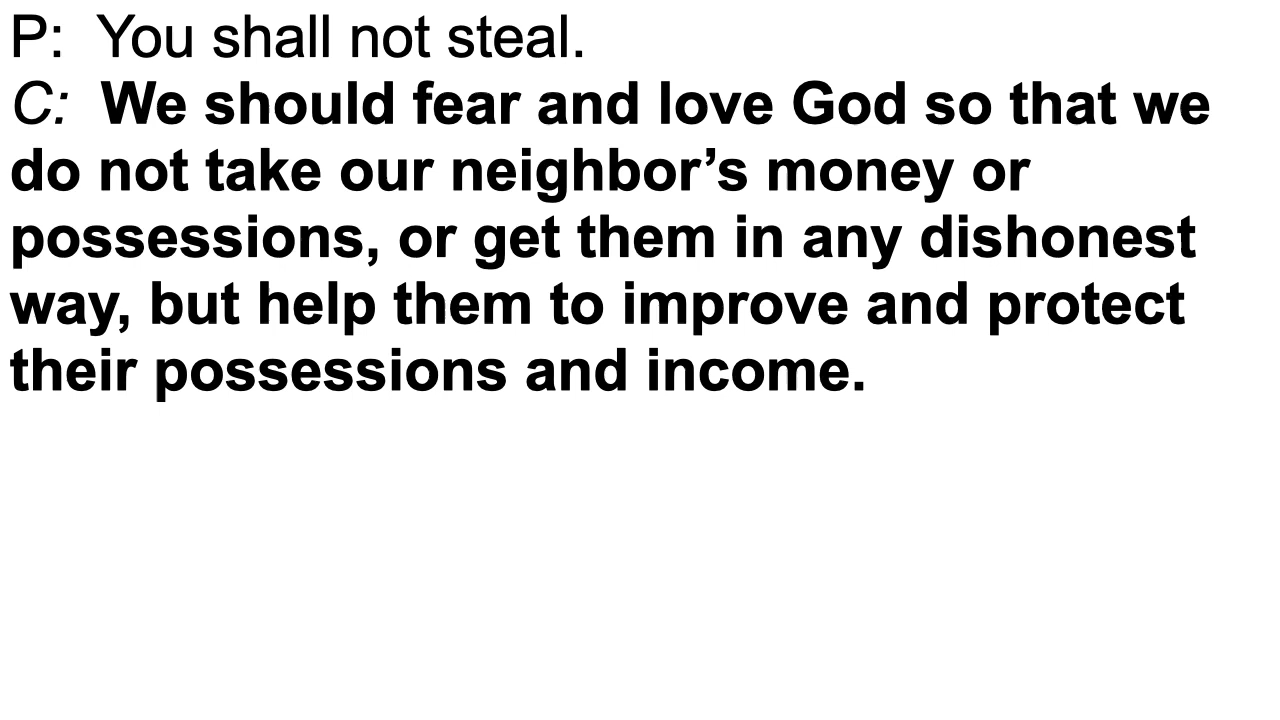 P:  You shall not steal.
C:  We should fear and love God so that we
do not take our neighbor’s money or
possessions, or get them in any dishonest
way, but help them to improve and protect
their possessions and income.